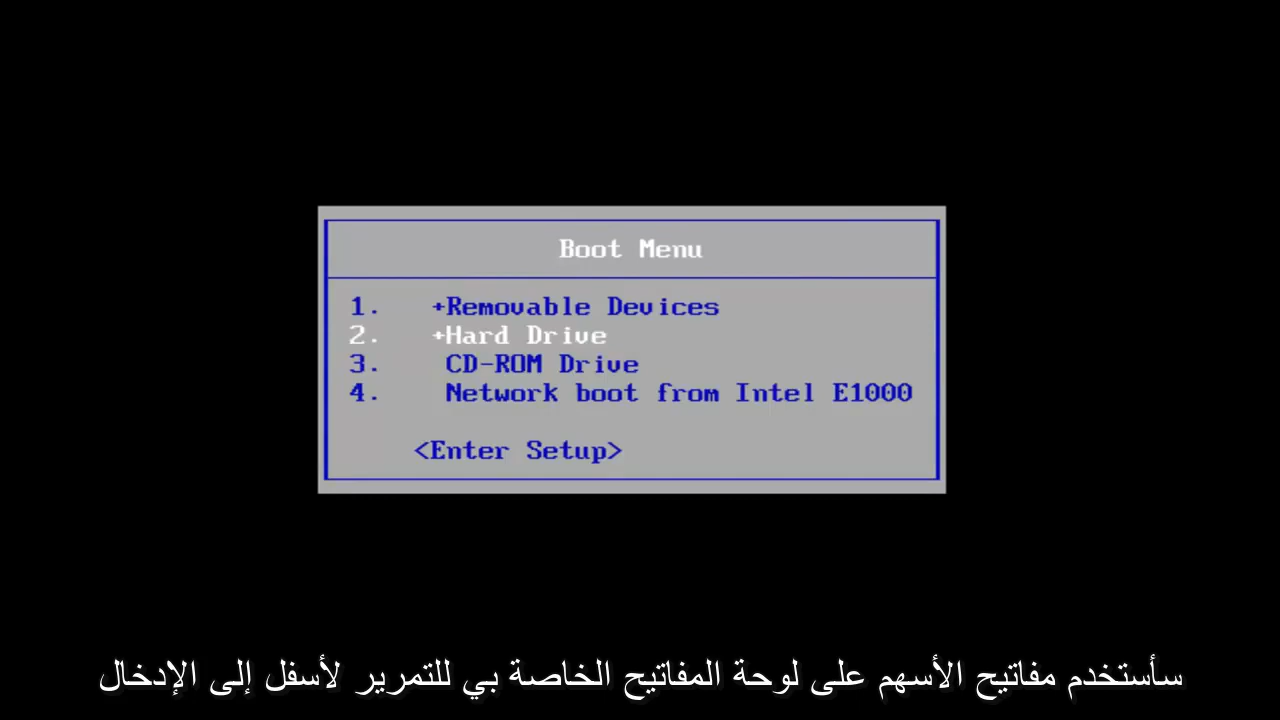 Boot Menu
1. +Removable Devices
2. +Hard Drive
3. CD-ROM Drive
4. Network boot from Intel E1000
<Enter Setup>
سأستخدم مفاتيح الأسهم على لوحة المفاتيح الخاصة بي للتمرير لأسفل إلى الإدخال